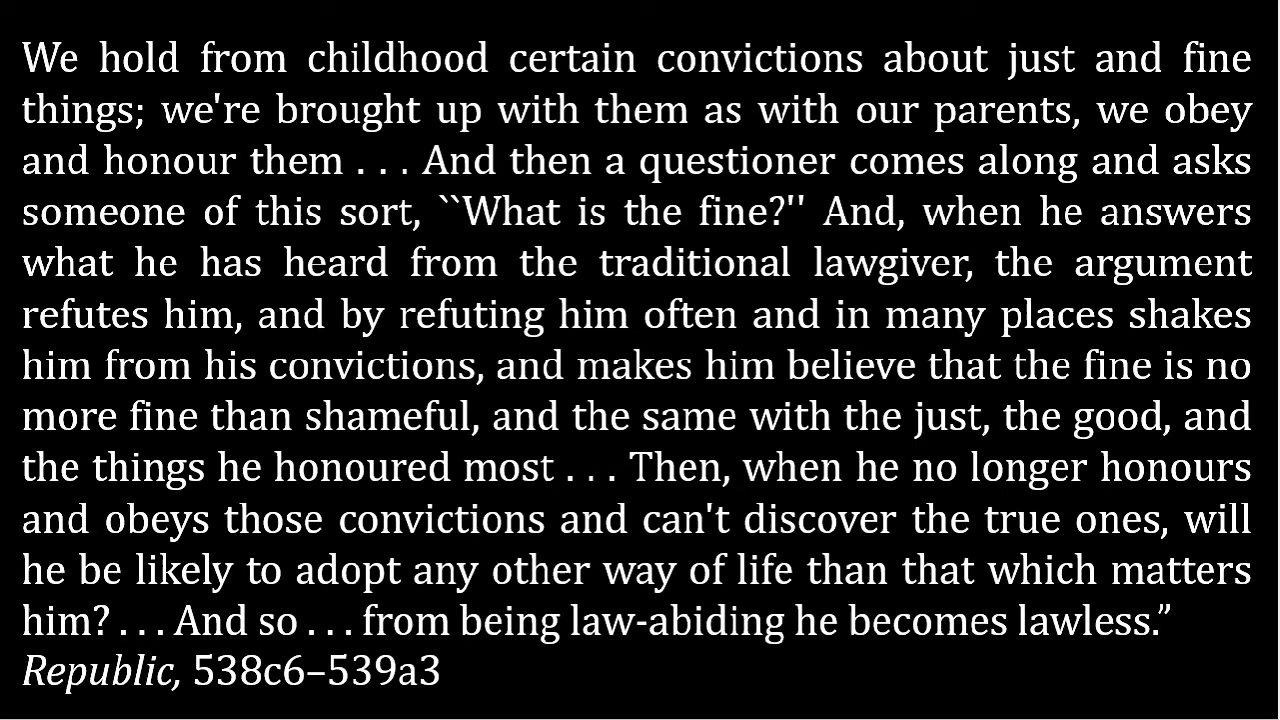 We hold from childhood certain convictions about just and fine
things; we're brought up with them as with our parents, we obey
and honour them . . . And then a questioner comes along and asks
someone of this sort, ``What is the fine?'' And, when he answers
what he has heard from the traditional lawgiver, the argument
refutes him, and by refuting him often and in many places shakes
him from his convictions, and makes him believe that the fine is no
more fine than shameful, and the same with the just, the good, and
the things he honoured most . . . Then, when he no longer honours
and obeys those convictions and can't discover the true ones, will
he be likely to adopt any other way of life than that which matters
him? . . . And so . . . from being law-abiding he becomes lawless.”
Republic, 538c6–539a3